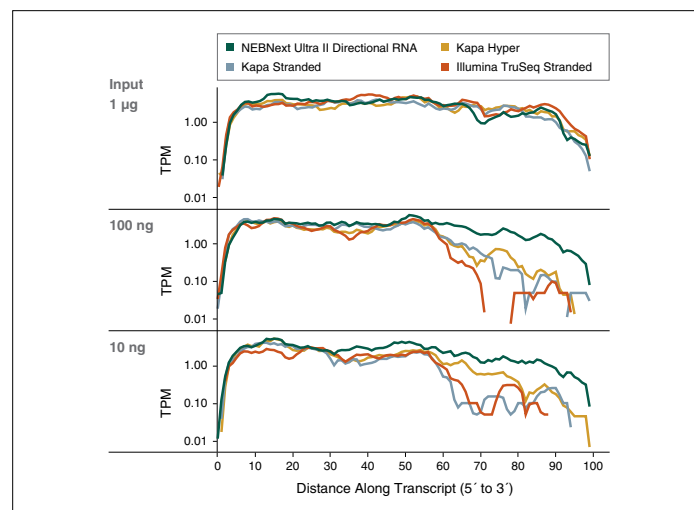 NEBNext Ultra II Directional RNA
Kapa Hyper
Kapa Stranded
Illumina TruSeq Stranded
Input
1 µg
1.00
0.10
0.01
TPM
100 ng
1.00
0.10
0.01
TPM
10 ng
1.00
0.10
0.01
TPM
0 10 20 30 40 50 60 70 80 90 100
Distance Along Transcript (5´ to 3´)